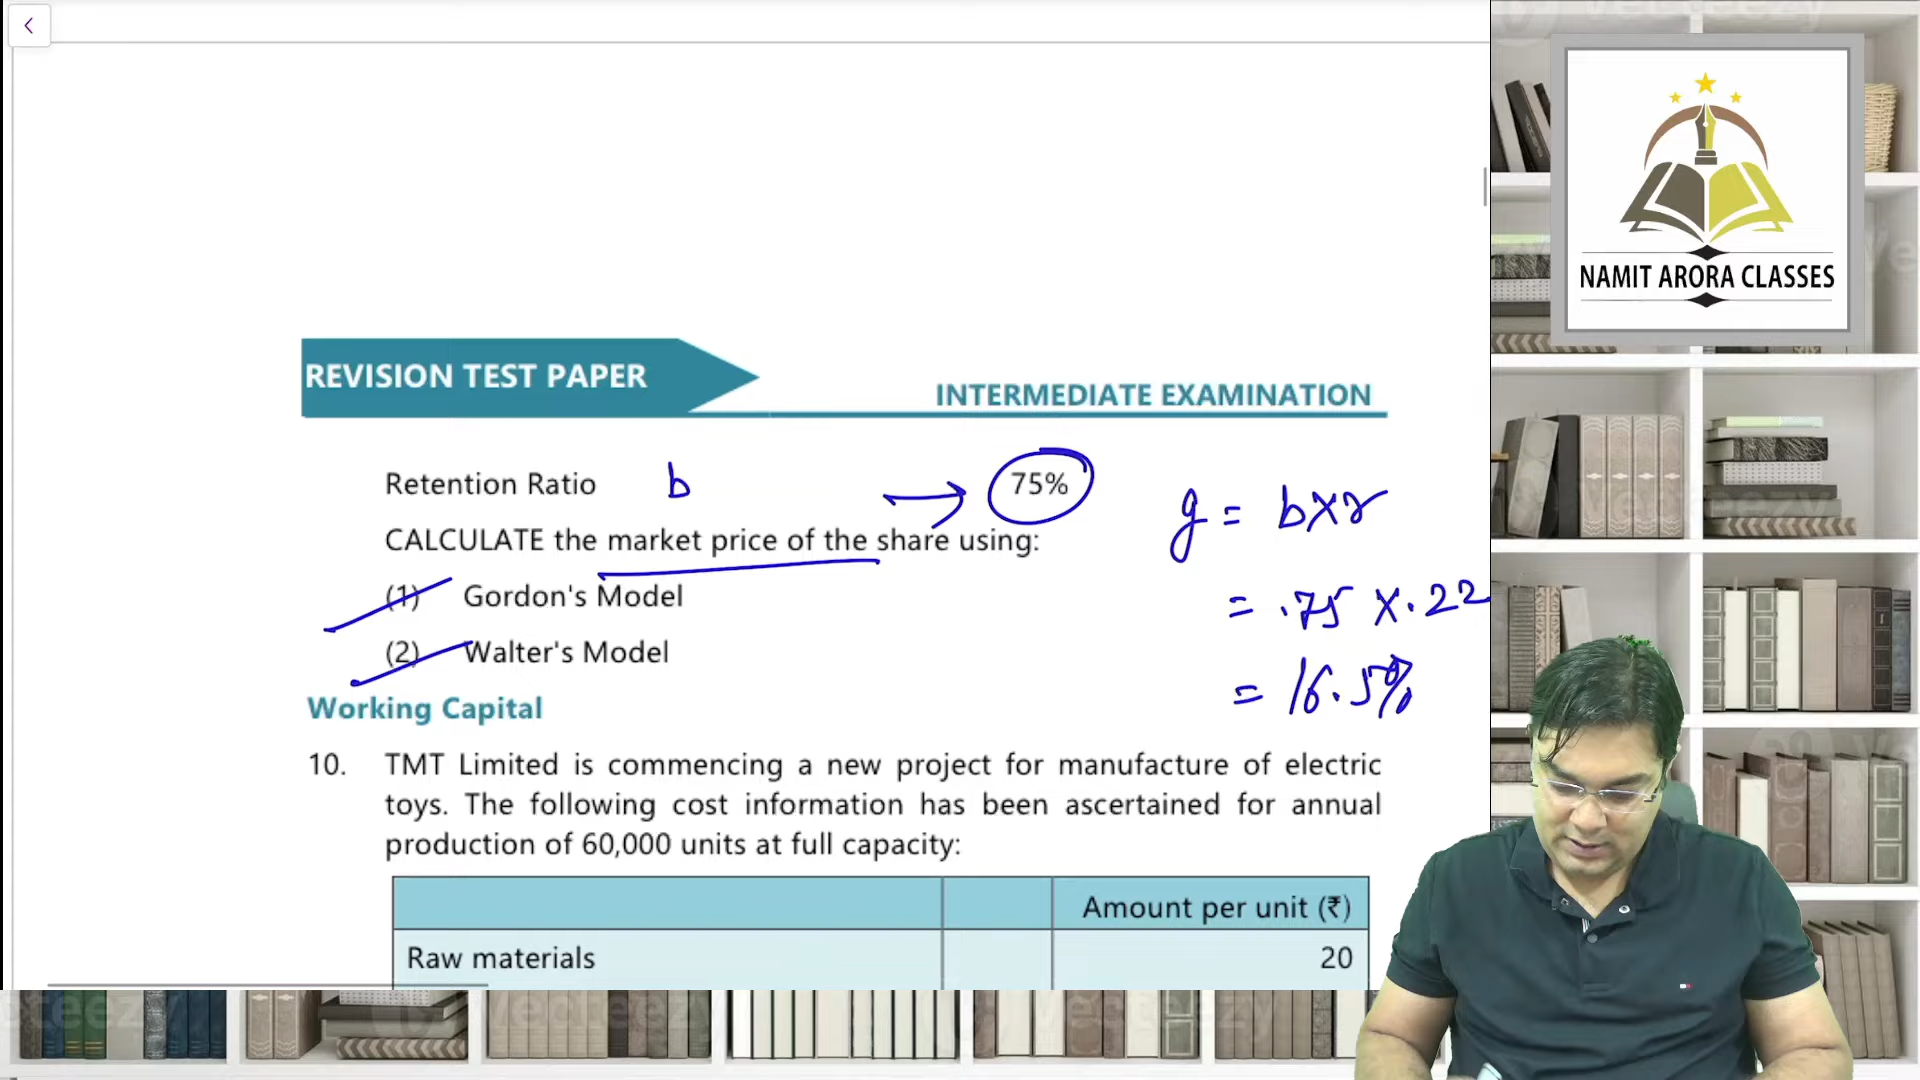 NAMIT ARORA CLASSES
REVISION TEST PAPER
INTERMEDIATE EXAMINATION
Retention Ratio b → 75%
g = b×r
CALCULATE the market price of the share using:
(1) Gordon's Model
= .75 × .22
(2) Walter's Model
= 16.5%
Working Capital
10. TMT Limited is commencing a new project for manufacture of electric
toys. The following cost information has been ascertained for annual
production of 60,000 units at full capacity:
Amount per unit (₹)
Raw materials 20